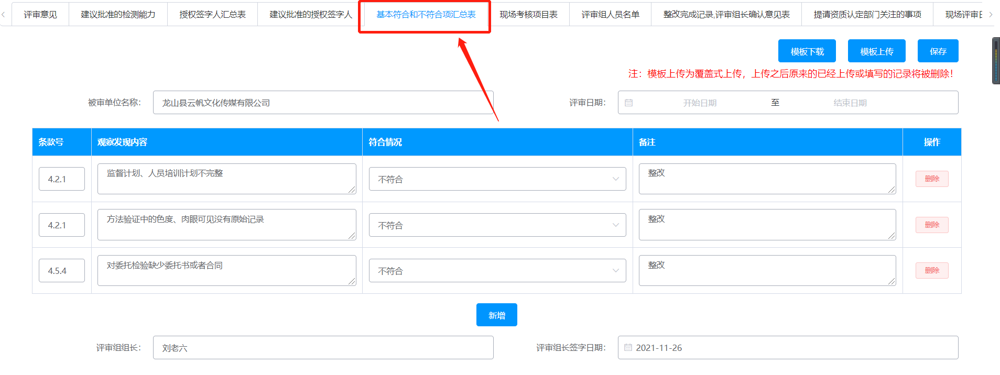 评审意见 建议批准的检测能力 授权签字人汇总表 建议批准的授权签字人 基本符合和不符合项汇总表 现场考核项目表 评审组人员名单 整改完成记录,评审组长确认意见表 提请资质认定部门关注的事项 现场评审
模板下载 模板上传 保存
注：模板上传为覆盖式上传，上传之后原来的已经上传或填写的记录将被删除！
被审单位名称： 龙山县云帆文化传媒有限公司 评审日期： 开始日期 至 结束日期
条款号 观察发现内容 符合情况 备注 操作
4.2.1 监督计划、人员培训计划不完整 不符合 整改 删除
4.2.1 方法验证中的色度、肉眼可见没有原始记录 不符合 整改 删除
4.5.4 对委托检验缺少委托书或者合同 不符合 整改 删除
新增
评审组组长： 刘老六 评审组长签字日期： 2021-11-26